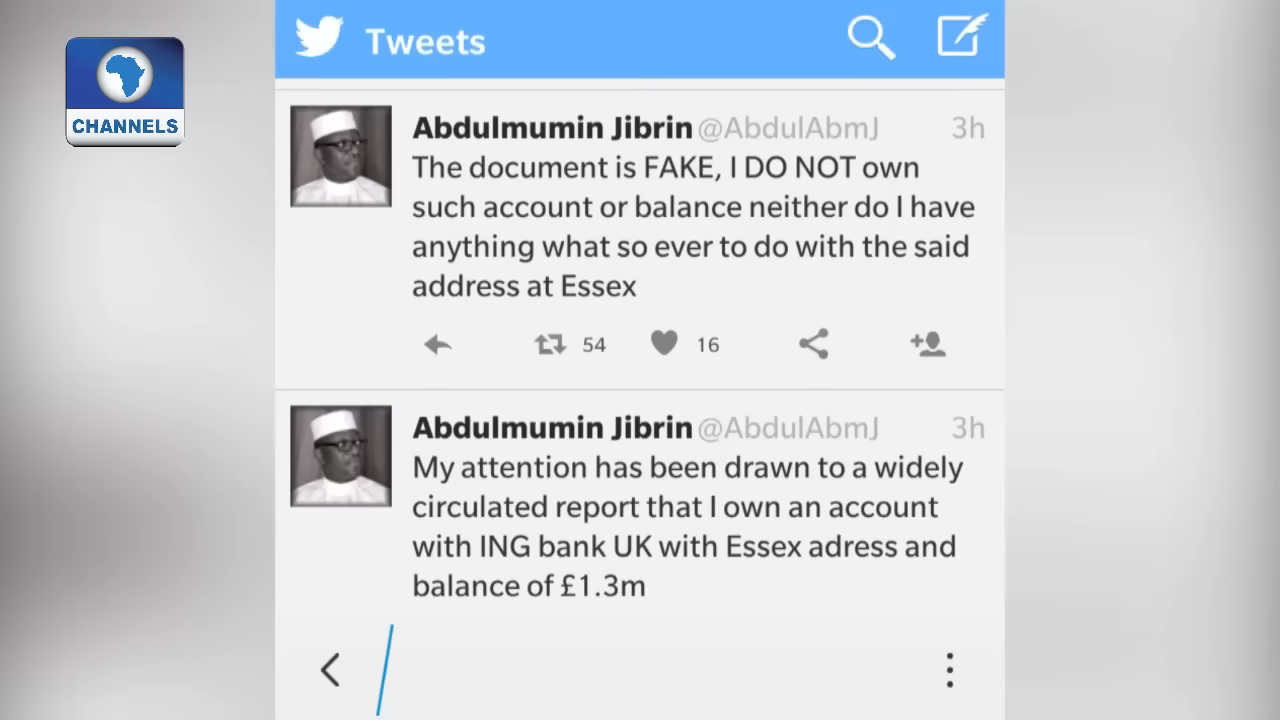 CHANNELS
Tweets
Abdulmumin Jibrin @AbdulAbmJ 3h
The document is FAKE, I DO NOT own
such account or balance neither do I have
anything what so ever to do with the said
address at Essex
54 16
Abdulmumin Jibrin @AbdulAbmJ 3h
My attention has been drawn to a widely
circulated report that I own an account
with ING bank UK with Essex adress and
balance of £1.3m